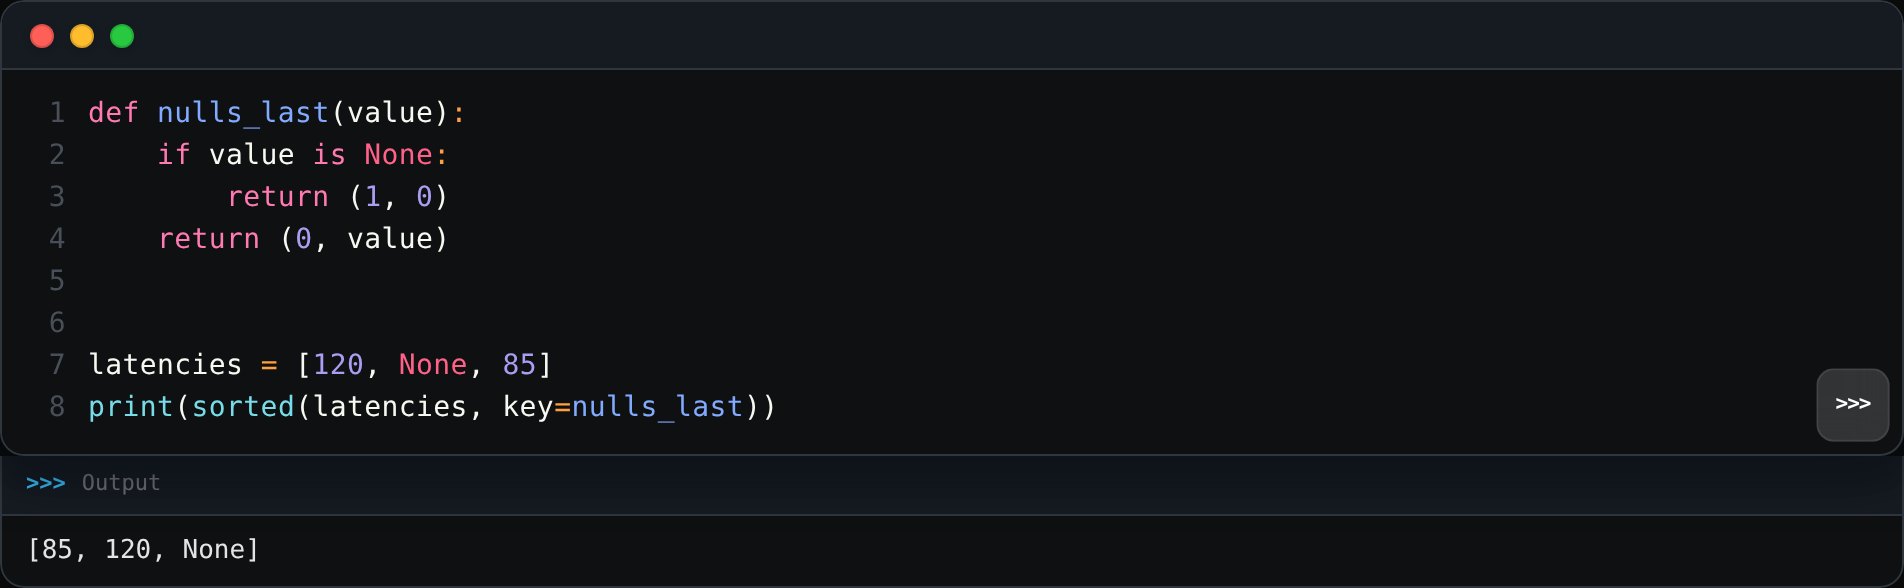 1 def nulls_last(value):
2     if value is None:
3         return (1, 0)
4     return (0, value)
5
6
7 latencies = [120, None, 85]
8 print(sorted(latencies, key=nulls_last))
>>>
>>> Output
[85, 120, None]